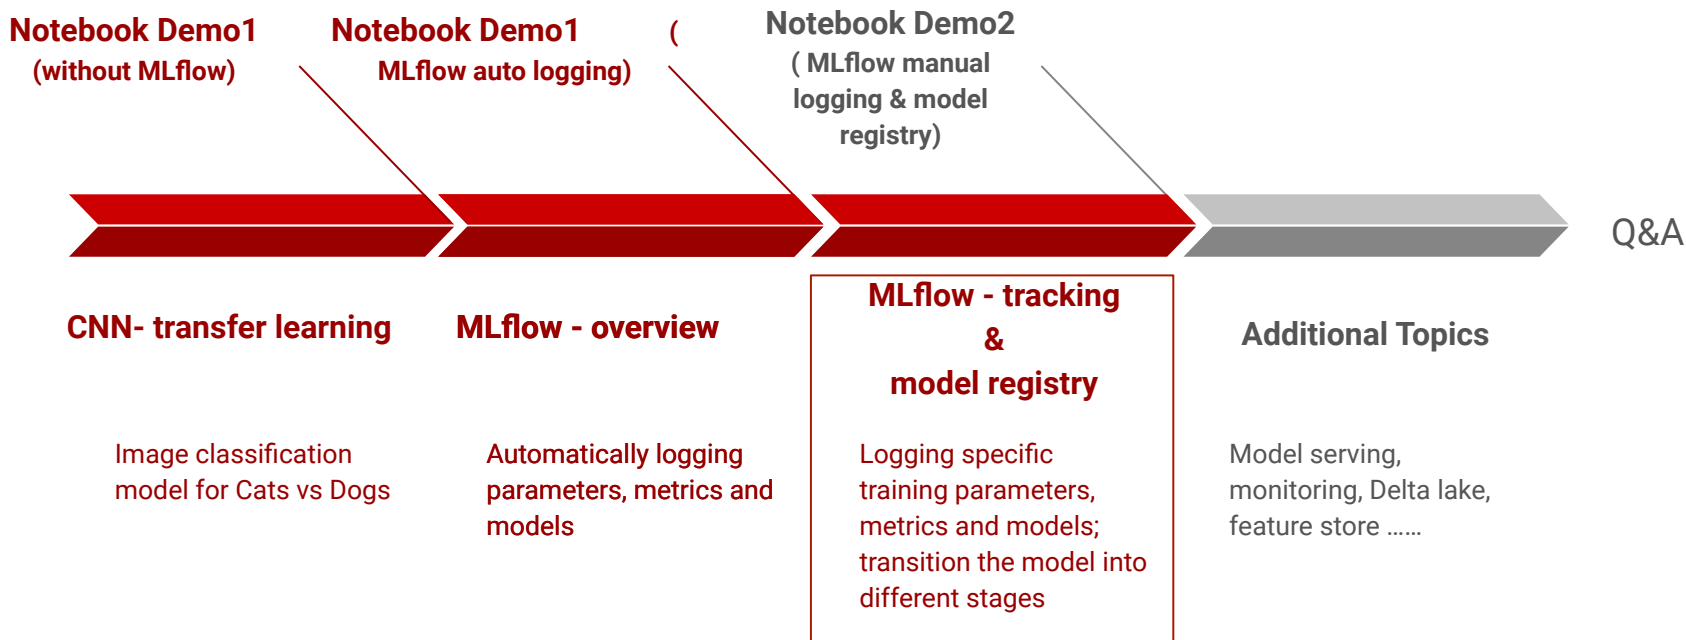 Notebook Demo1
(without MLflow)
Notebook Demo1 (
MLflow auto logging)
Notebook Demo2
( MLflow manual
logging & model
registry)
Q&A
CNN- transfer learning
Image classification
model for Cats vs Dogs
MLflow - overview
Automatically logging
parameters, metrics and
models
MLflow - tracking
&
model registry
Logging specific
training parameters,
metrics and models;
transition the model into
different stages
Additional Topics
Model serving,
monitoring, Delta lake,
feature store ......